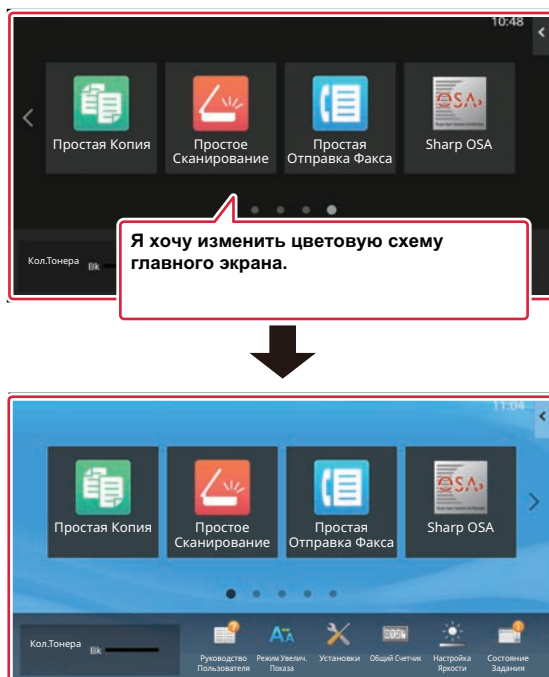 10:48
Простая Копия
Простое
Сканирование
Простая
Отправка Факса
OSA
Sharp OSA
Я хочу изменить цветовую схему
главного экрана.
Кол.Тонера
Bk
11:04
Простая Копия
Простое
Сканирование
Простая
Отправка Факса
OSA
Sharp OSA
Кол.Тонера
Bk
Руководство
Пользователя
Режим Увелич.
Показа
Установки
Общий Счетчик
Настройка
Яркости
Состояние
Задания